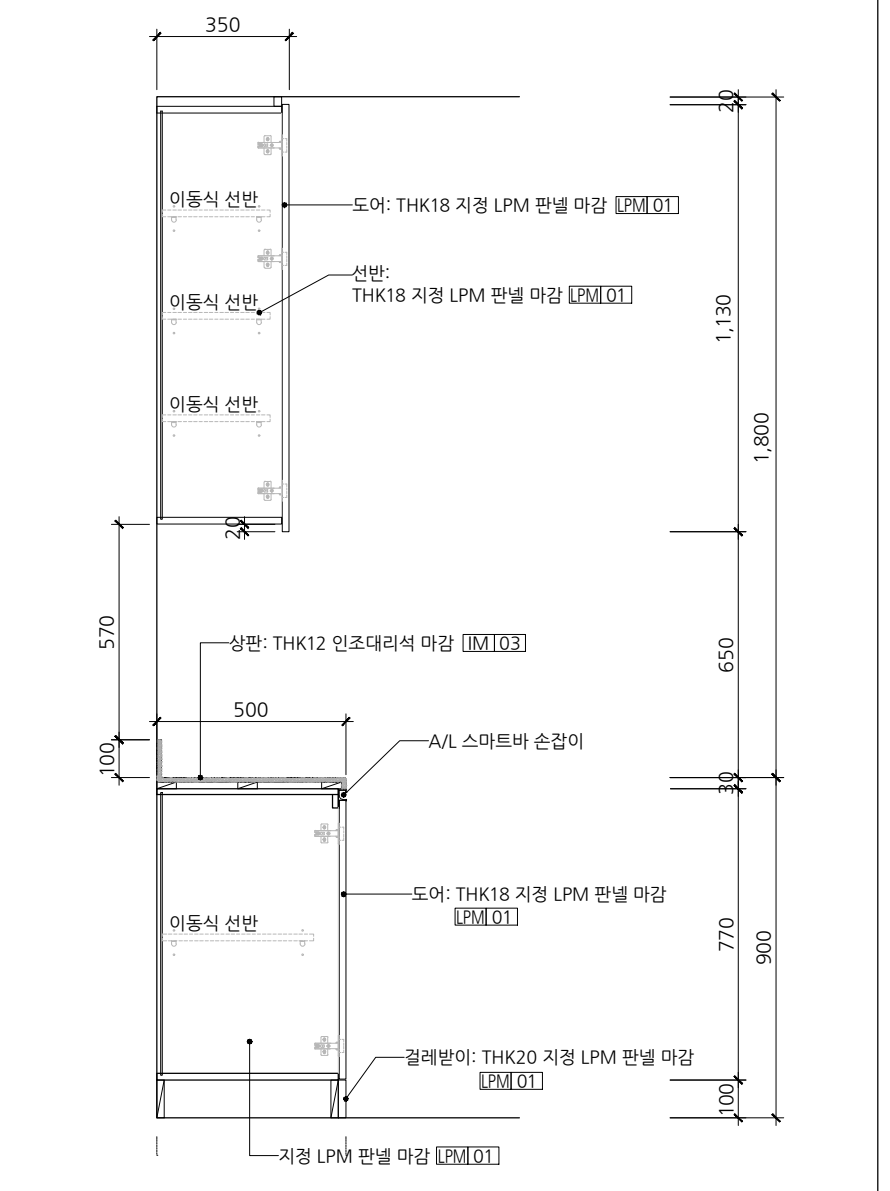 350
20
이동식 선반
도어: THK18 지정 LPM 판넬 마감 LPM 01
선반:
THK18 지정 LPM 판넬 마감 LPM 01
이동식 선반
1,130
이동식 선반
1,800
20
570
상판: THK12 인조대리석 마감 IM 03
650
500
A/L 스마트바 손잡이
100
30
도어: THK18 지정 LPM 판넬 마감
LPM 01
이동식 선반
770
900
걸레받이: THK20 지정 LPM 판넬 마감
LPM 01
100
지정 LPM 판넬 마감 LPM 01